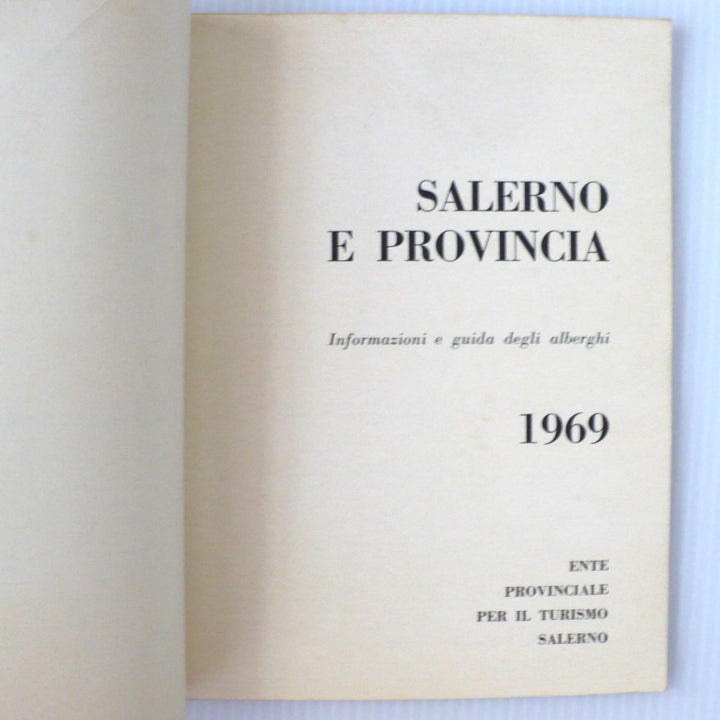 SALERNO
E PROVINCIA
Informazioni e guida degli alberghi
1969
ENTE
PROVINCIALE
PER IL TURISMO
SALERNO